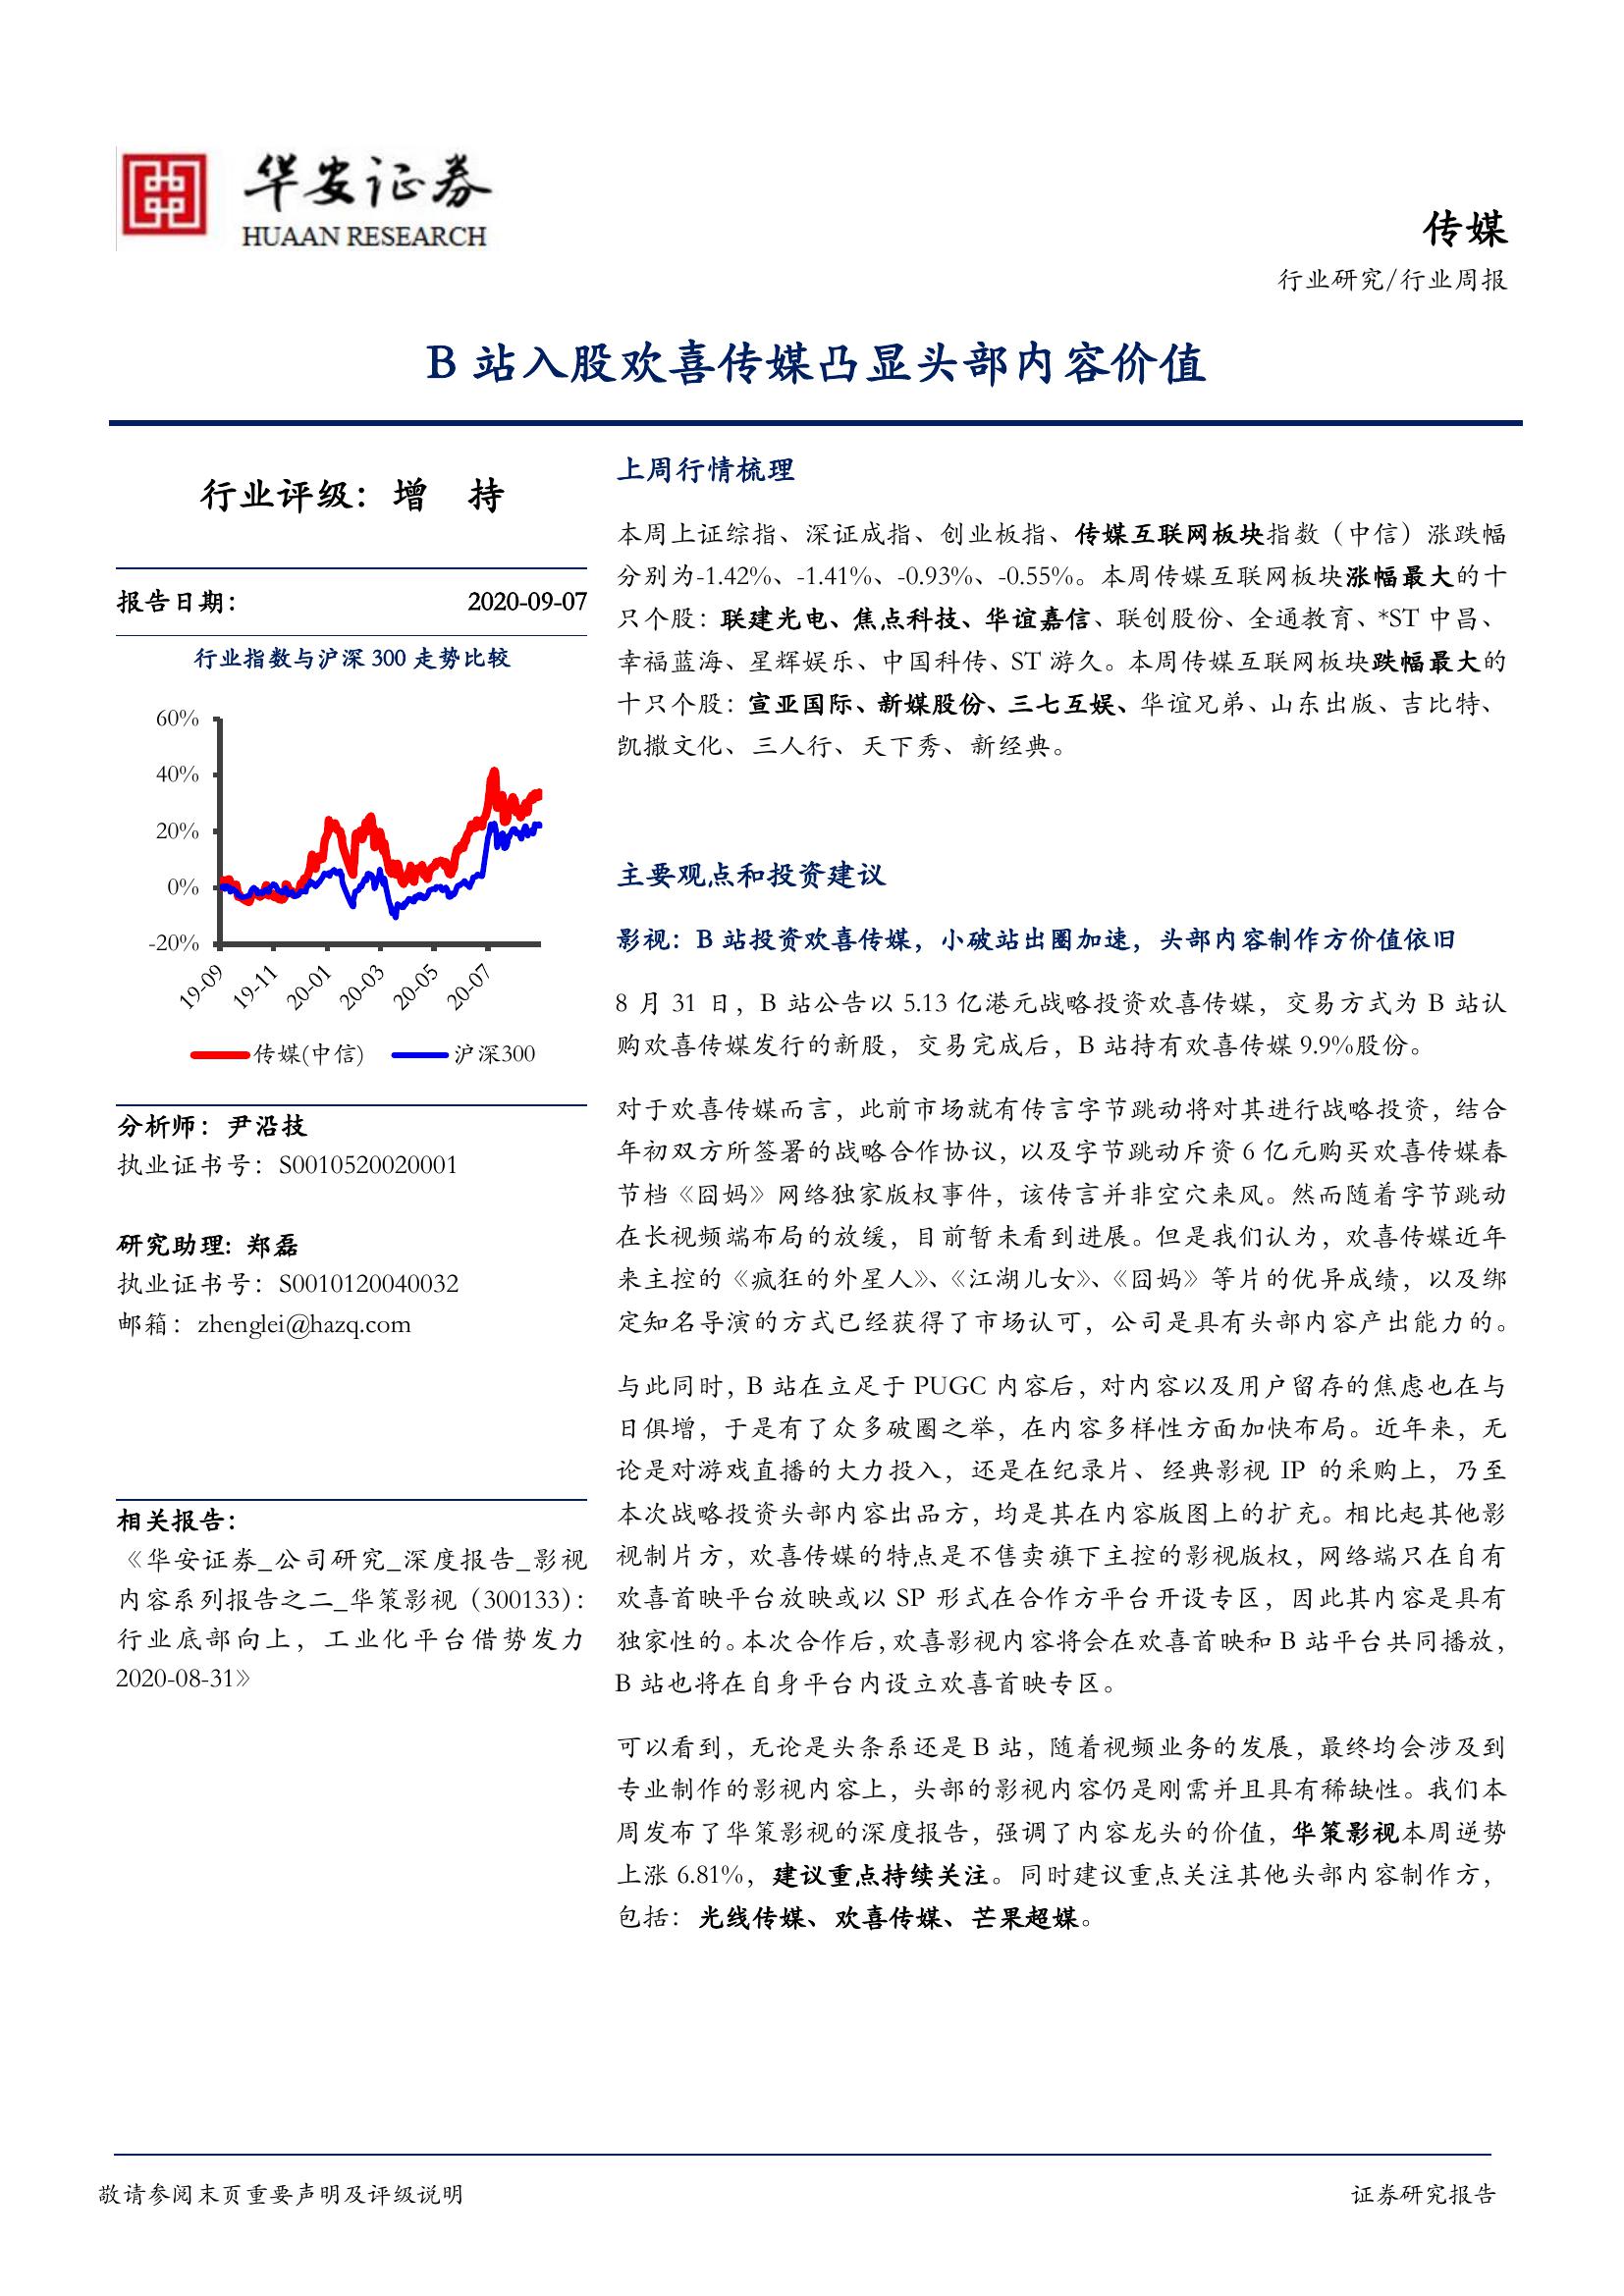 华安证券
HUAAN RESEARCH
传媒
行业研究/行业周报
B 站入股欢喜传媒凸显头部内容价值
行业评级：增 持
报告日期： 2020-09-07
行业指数与沪深 300 走势比较
60%
40%
20%
0%
-20%
19-09
19-11
20-01
20-03
20-05
20-07
传媒(中信)
沪深300
分析师：尹沿技
执业证书号：S0010520020001
研究助理：郑磊
执业证书号：S0010120040032
邮箱：zhenglei@hazq.com
相关报告：
《华安证券_公司研究_深度报告_影视
内容系列报告之二_华策影视（300133）：
行业底部向上，工业化平台借势发力
2020-08-31》
上周行情梳理
本周上证综指、深证成指、创业板指、传媒互联网板块指数（中信）涨跌幅
分别为-1.42%、-1.41%、-0.93%、-0.55%。本周传媒互联网板块涨幅最大的十
只个股：联建光电、焦点科技、华谊嘉信、联创股份、全通教育、*ST 中昌、
幸福蓝海、星辉娱乐、中国科传、ST 游久。本周传媒互联网板块跌幅最大的
十只个股：宣亚国际、新媒股份、三七互娱、华谊兄弟、山东出版、吉比特、
凯撒文化、三人行、天下秀、新经典。
主要观点和投资建议
影视：B 站投资欢喜传媒，小破站出圈加速，头部内容制作方价值依旧
8 月 31 日，B 站公告以 5.13 亿港元战略投资欢喜传媒，交易方式为 B 站认
购欢喜传媒发行的新股，交易完成后，B 站持有欢喜传媒 9.9%股份。
对于欢喜传媒而言，此前市场就有传言字节跳动将对其进行战略投资，结合
年初双方所签署的战略合作协议，以及字节跳动斥资 6 亿元购买欢喜传媒春
节档《囧妈》网络独家版权事件，该传言并非空穴来风。然而随着字节跳动
在长视频端布局的放缓，目前暂未看到进展。但是我们认为，欢喜传媒近年
来主控的《疯狂的外星人》、《江湖儿女》、《囧妈》等片的优异成绩，以及绑
定知名导演的方式已经获得了市场认可，公司是具有头部内容产出能力的。
与此同时，B 站在立足于 PUGC 内容后，对内容以及用户留存的焦虑也在与
日俱增，于是有了众多破圈之举，在内容多样性方面加快布局。近年来，无
论是对游戏直播的大力投入，还是在纪录片、经典影视 IP 的采购上，乃至
本次战略投资头部内容出品方，均是其在内容版图上的扩充。相比起其他影
视制片方，欢喜传媒的特点是不售卖旗下主控的影视版权，网络端只在自有
欢喜首映平台放映或以 SP 形式在合作方平台开设专区，因此其内容是具有
独家性的。本次合作后，欢喜影视内容将会在欢喜首映和 B 站平台共同播放，
B 站也将在自身平台内设立欢喜首映专区。
可以看到，无论是头条系还是 B 站，随着视频业务的发展，最终均会涉及到
专业制作的影视内容上，头部的影视内容仍是刚需并且具有稀缺性。我们本
周发布了华策影视的深度报告，强调了内容龙头的价值，华策影视本周逆势
上涨 6.81%，建议重点持续关注。同时建议重点关注其他头部内容制作方，
包括：光线传媒、欢喜传媒、芒果超媒。
敬请参阅末页重要声明及评级说明
证券研究报告